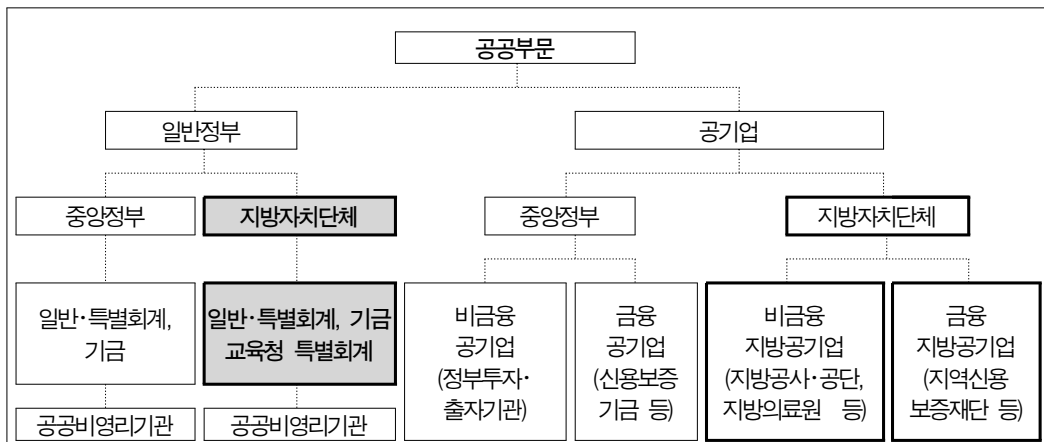 공공부문
일반정부
공기업
중앙정부
지방자치단체
중앙정부
지방자치단체
일반·특별회계,
기금
일반·특별회계, 기금
교육청 특별회계
비금융
공기업
(정부투자·
출자기관)
금융
공기업
(신용보증
기금 등)
비금융
지방공기업
(지방공사·공단,
지방의료원 등)
금융
지방공기업
(지역신용
보증재단 등)
공공비영리기관
공공비영리기관